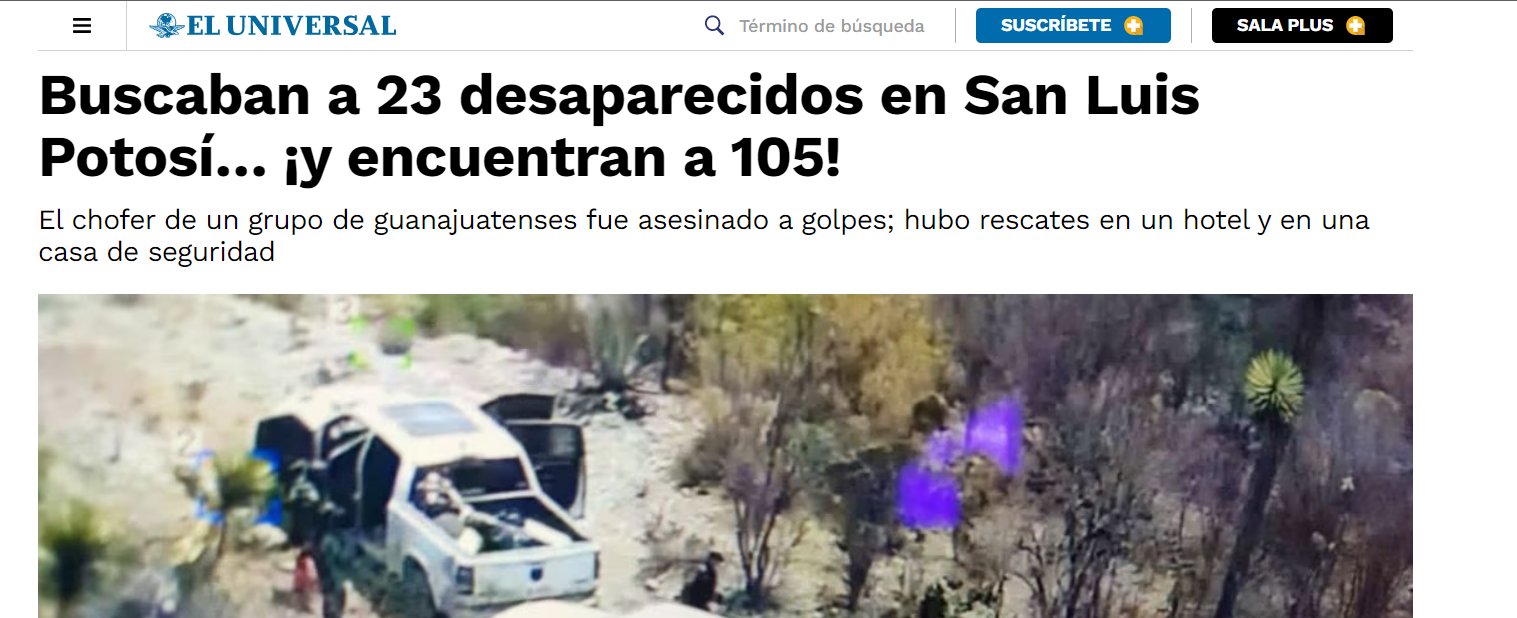 EL UNIVERSAL
Término de búsqueda
SUSCRÍBETE
SALA PLUS
Buscaban a 23 desaparecidos en San Luis
Potosí... ¡y encuentran a 105!
El chofer de un grupo de guanajuatenses fue asesinado a golpes; hubo rescates en un hotel y en una
casa de seguridad
2